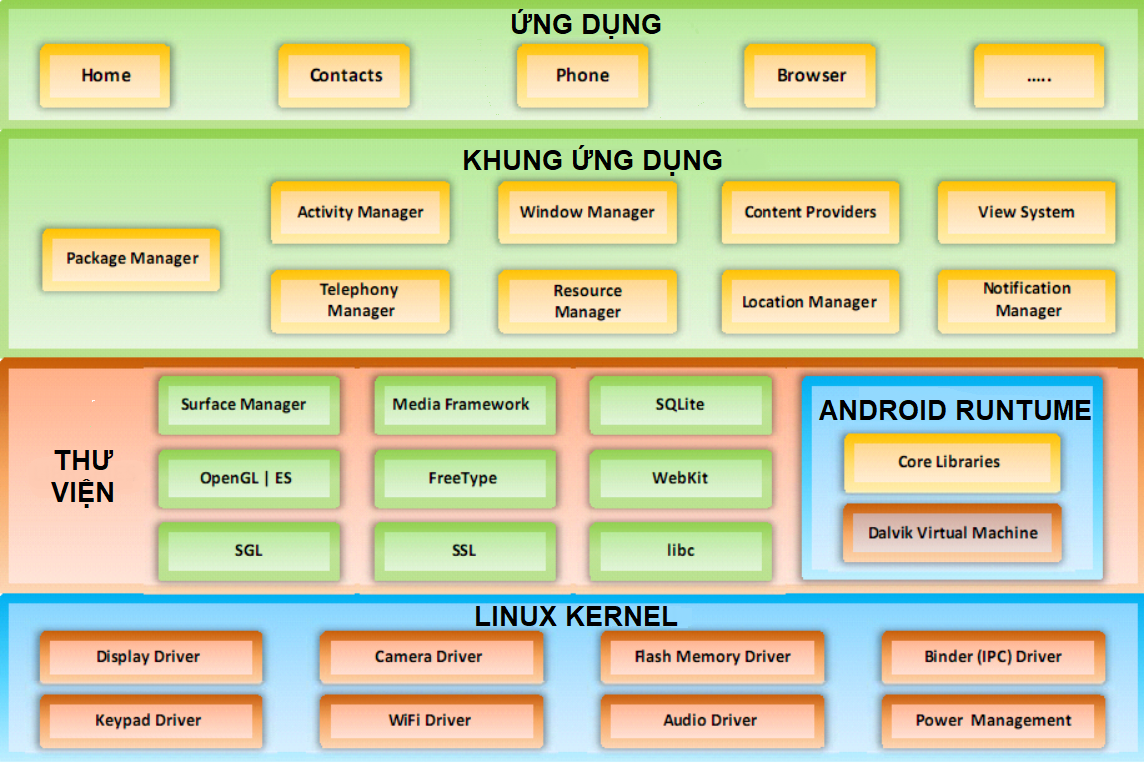 ỨNG DỤNG
Home
Contacts
Phone
Browser
.....
KHUNG ỨNG DỤNG
Package Manager
Activity Manager
Window Manager
Content Providers
View System
Telephony
Manager
Resource
Manager
Location Manager
Notification
Manager
THƯ
VIỆN
Surface Manager
Media Framework
SQLite
OpenGL | ES
FreeType
WebKit
SGL
SSL
libc
ANDROID RUNTUME
Core Libraries
Dalvik Virtual Machine
LINUX KERNEL
Display Driver
Camera Driver
Flash Memory Driver
Binder (IPC) Driver
Keypad Driver
WiFi Driver
Audio Driver
Power Management